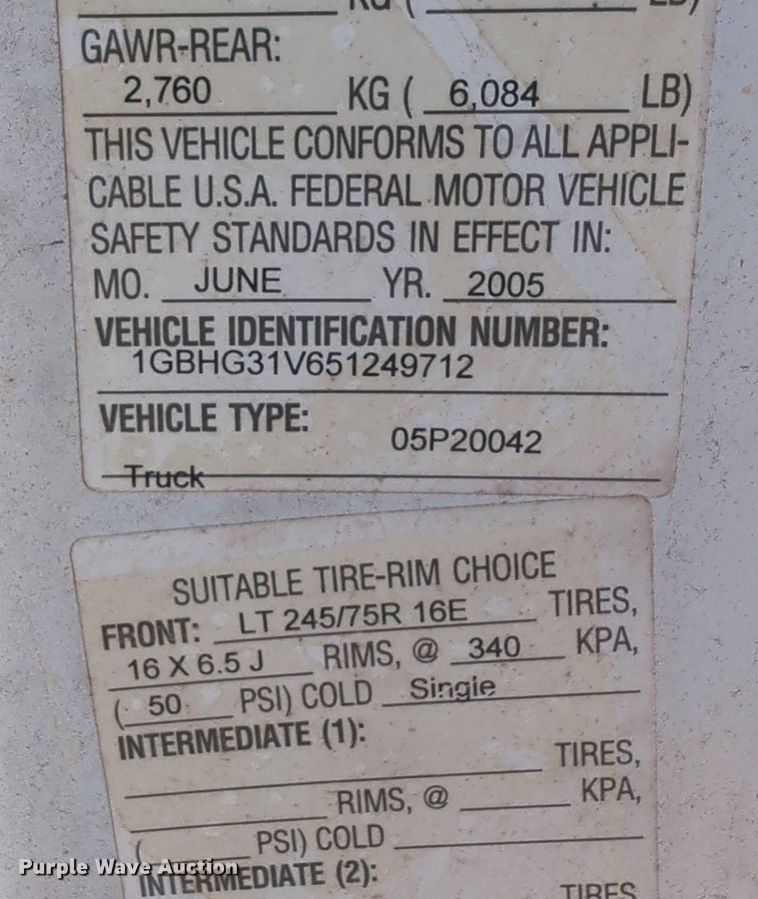 KG ( LB)
GAWR-REAR:
2,760 KG ( 6,084 LB)
THIS VEHICLE CONFORMS TO ALL APPLI-
CABLE U.S.A. FEDERAL MOTOR VEHICLE
SAFETY STANDARDS IN EFFECT IN:
MO. JUNE YR. 2005
VEHICLE IDENTIFICATION NUMBER:
1GBHG31V651249712
VEHICLE TYPE:
05P20042
Truck
SUITABLE TIRE-RIM CHOICE
FRONT: LT 245/75R 16E TIRES,
16 X 6.5 J RIMS, @ 340 KPA,
( 50 PSI) COLD Single
INTERMEDIATE (1):
TIRES,
RIMS, @ KPA,
( PSI) COLD
INTERMEDIATE (2):
TIRES
Purple Wave Auction